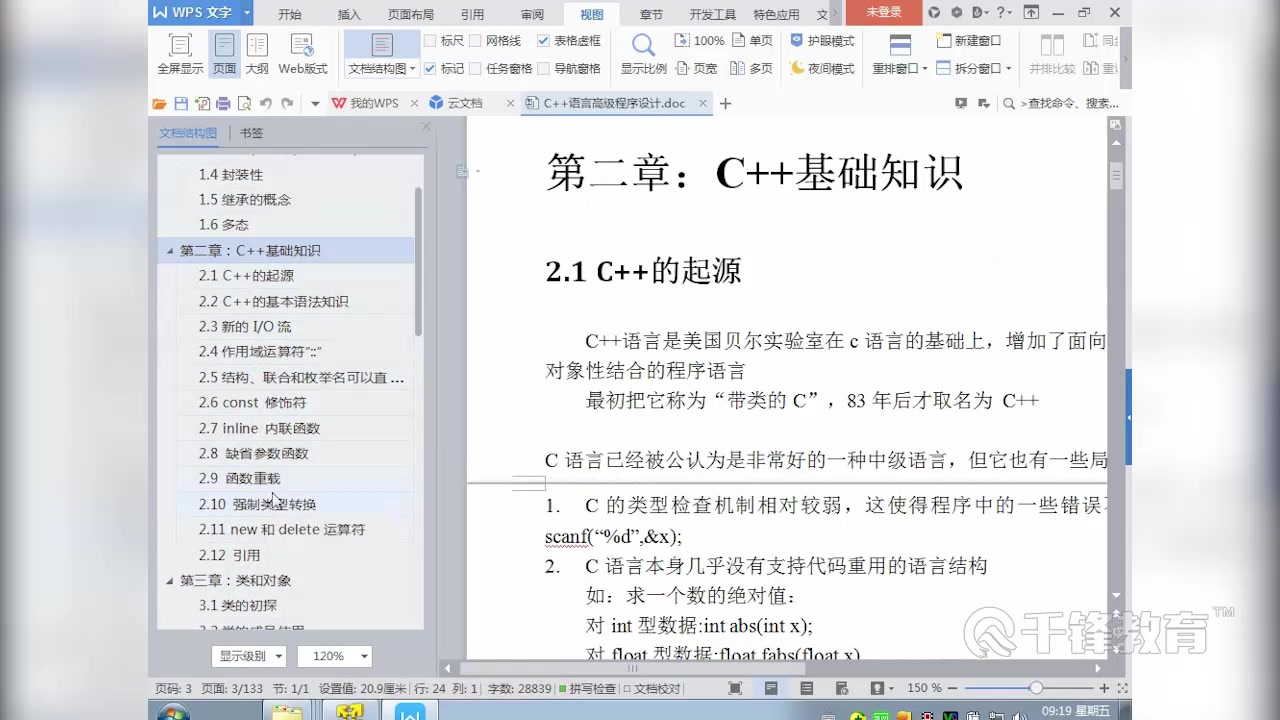 WPS 文字
开始 插入 页面布局 引用 审阅 视图 章节 开发工具 特色应用 文
未登录
标尺 网格线 表格虚框 100% 单页 护眼模式 新建窗口
全屏显示 页面 大纲 Web版式 文档结构图 标记 任务窗格 导航窗格 显示比例 页宽 多页 夜间模式 重排窗口 拆分窗口 并排比较
我的WPS 云文档 C++语言高级程序设计.doc >查找命令、搜索...
文档结构图 书签
1.4 封装性
1.5 继承的概念
1.6 多态
第二章：C++基础知识
2.1 C++的起源
2.2 C++的基本语法知识
2.3 新的 I/O 流
2.4 作用域运算符"::"
2.5 结构、联合和枚举名可以直 ...
2.6 const 修饰符
2.7 inline 内联函数
2.8 缺省参数函数
2.9 函数重载
2.10 强制类型转换
2.11 new 和 delete 运算符
2.12 引用
第三章：类和对象
3.1 类的初探
显示级别 120%
第二章：C++基础知识
2.1 C++的起源
C++语言是美国贝尔实验室在 c 语言的基础上，增加了面向
对象性结合的程序语言
最初把它称为“带类的 C”，83 年后才取名为 C++
C 语言已经被公认为是非常好的一种中级语言，但它也有一些局
1. C 的类型检查机制相对较弱，这使得程序中的一些错误
scanf(“%d”,&x);
2. C 语言本身几乎没有支持代码重用的语言结构
如：求一个数的绝对值：
对 int 型数据:int abs(int x);
对 float 型数据:float fabs(float x)
千锋教育™
页码: 3 页面: 3/133 节: 1/1 设置值: 20.9厘米 行: 24 列: 1 字数: 28839 拼写检查 文档校对 150 %
09:19 星期五